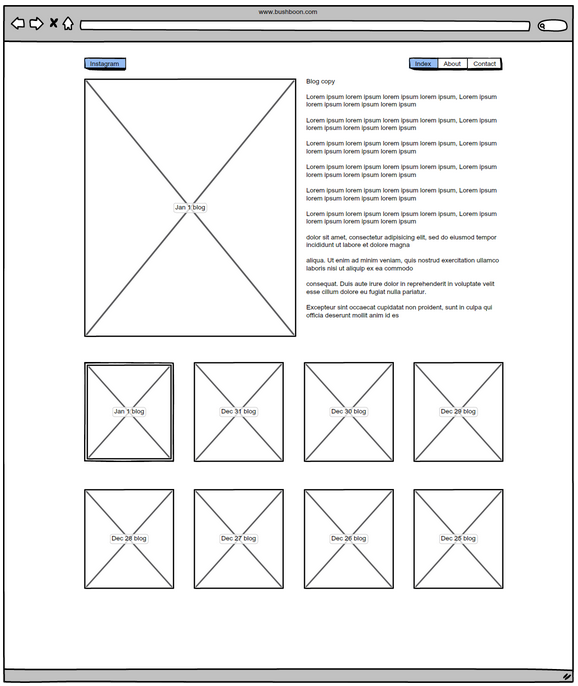 www.bushboon.com
Instagram
Index About Contact
Blog copy
Lorem ipsum lorem ipsum lorem ipsum lorem ipsum, Lorem ipsum
lorem ipsum lorem ipsum lorem ipsum
Lorem ipsum lorem ipsum lorem ipsum lorem ipsum, Lorem ipsum
lorem ipsum lorem ipsum lorem ipsum
Lorem ipsum lorem ipsum lorem ipsum lorem ipsum, Lorem ipsum
lorem ipsum lorem ipsum lorem ipsum
Lorem ipsum lorem ipsum lorem ipsum lorem ipsum, Lorem ipsum
lorem ipsum lorem ipsum lorem ipsum
Lorem ipsum lorem ipsum lorem ipsum lorem ipsum, Lorem ipsum
lorem ipsum lorem ipsum lorem ipsum
Lorem ipsum lorem ipsum lorem ipsum lorem ipsum, Lorem ipsum
lorem ipsum lorem ipsum lorem ipsum
dolor sit amet, consectetur adipisicing elit, sed do eiusmod tempor
incididunt ut labore et dolore magna
aliqua. Ut enim ad minim veniam, quis nostrud exercitation ullamco
laboris nisi ut aliquip ex ea commodo
consequat. Duis aute irure dolor in reprehenderit in voluptate velit
esse cillum dolore eu fugiat nulla pariatur.
Excepteur sint occaecat cupidatat non proident, sunt in culpa qui
officia deserunt mollit anim id es
Jan 1 blog
Jan 1 blog
Dec 31 blog
Dec 30 blog
Dec 29 blog
Dec 28 blog
Dec 27 blog
Dec 26 blog
Dec 25 blog